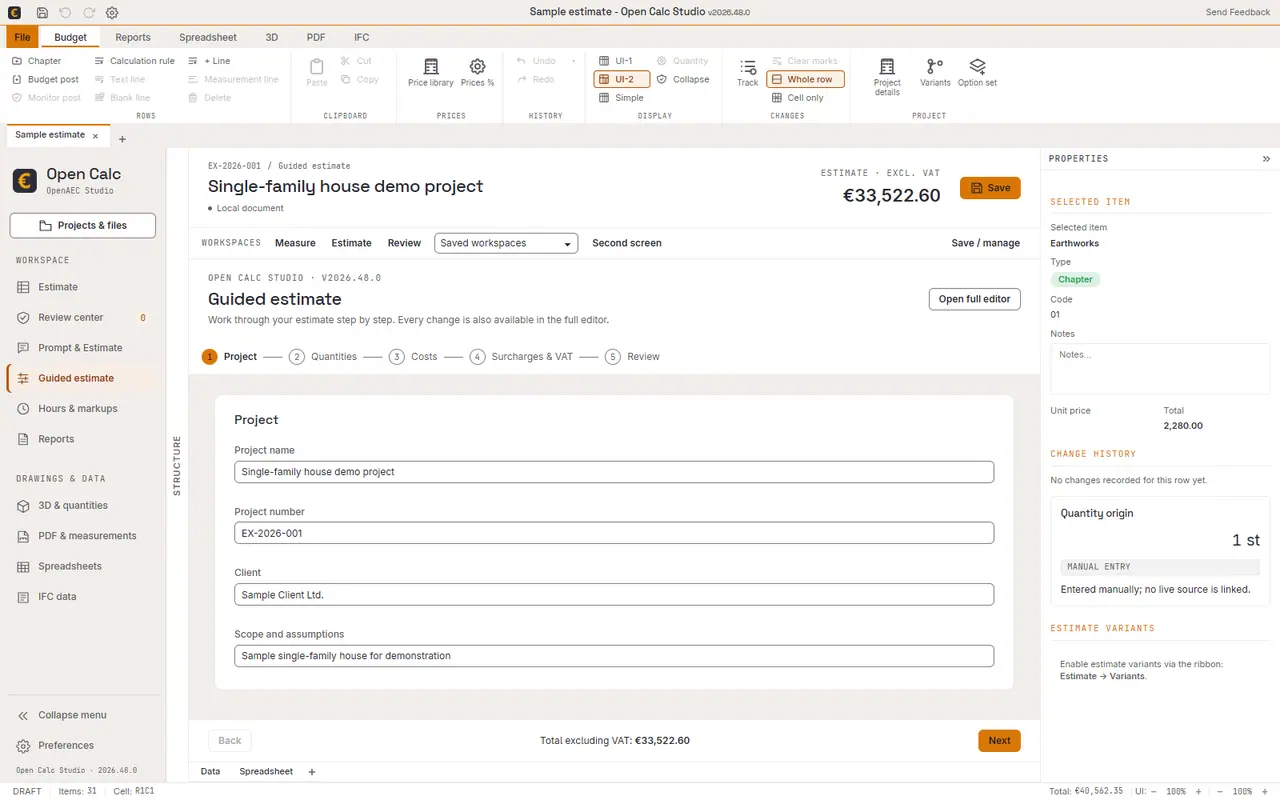 Sample estimate - Open Calc Studio v2026.48.0
Send Feedback
File Budget Reports Spreadsheet 3D PDF IFC
Chapter Calculation rule + Line
Budget post Text line Measurement line
Monitor post Blank line Delete
ROWS
Paste Cut Copy
CLIPBOARD
Price library Prices %
PRICES
Undo
Redo
HISTORY
UI-1 Quantity
UI-2 Collapse
Simple
DISPLAY
Track Clear marks
Whole row
Cell only
CHANGES
Project details Variants Option set
PROJECT
Sample estimate × +
€ Open Calc
OpenAEC Studio
Projects & files
WORKSPACE
Estimate
Review center 0
Prompt & Estimate
Guided estimate
Hours & markups
Reports
DRAWINGS & DATA
3D & quantities
PDF & measurements
Spreadsheets
IFC data
Collapse menu
Preferences
Open Calc Studio · 2026.48.0
STRUCTURE
EX-2026-001 / Guided estimate
Single-family house demo project
• Local document
ESTIMATE · EXCL. VAT
€33,522.60
Save
WORKSPACES Measure Estimate Review Saved workspaces Second screen Save / manage
OPEN CALC STUDIO · V2026.48.0
Guided estimate
Work through your estimate step by step. Every change is also available in the full editor.
Open full editor
1 Project 2 Quantities 3 Costs 4 Surcharges & VAT 5 Review
Project
Project name
Single-family house demo project
Project number
EX-2026-001
Client
Sample Client Ltd.
Scope and assumptions
Sample single-family house for demonstration
Back
Total excluding VAT: €33,522.60
Next
Data Spreadsheet +
PROPERTIES »
SELECTED ITEM
Selected item
Earthworks
Type
Chapter
Code
01
Notes
Notes...
Unit price Total
2,280.00
CHANGE HISTORY
No changes recorded for this row yet.
Quantity origin
1 st
MANUAL ENTRY
Entered manually; no live source is linked.
ESTIMATE VARIANTS
Enable estimate variants via the ribbon:
Estimate → Variants.
DRAFT Items: 31 Cell: R1C1
Total: €40,562.35 UI: − 100% + − 100% +